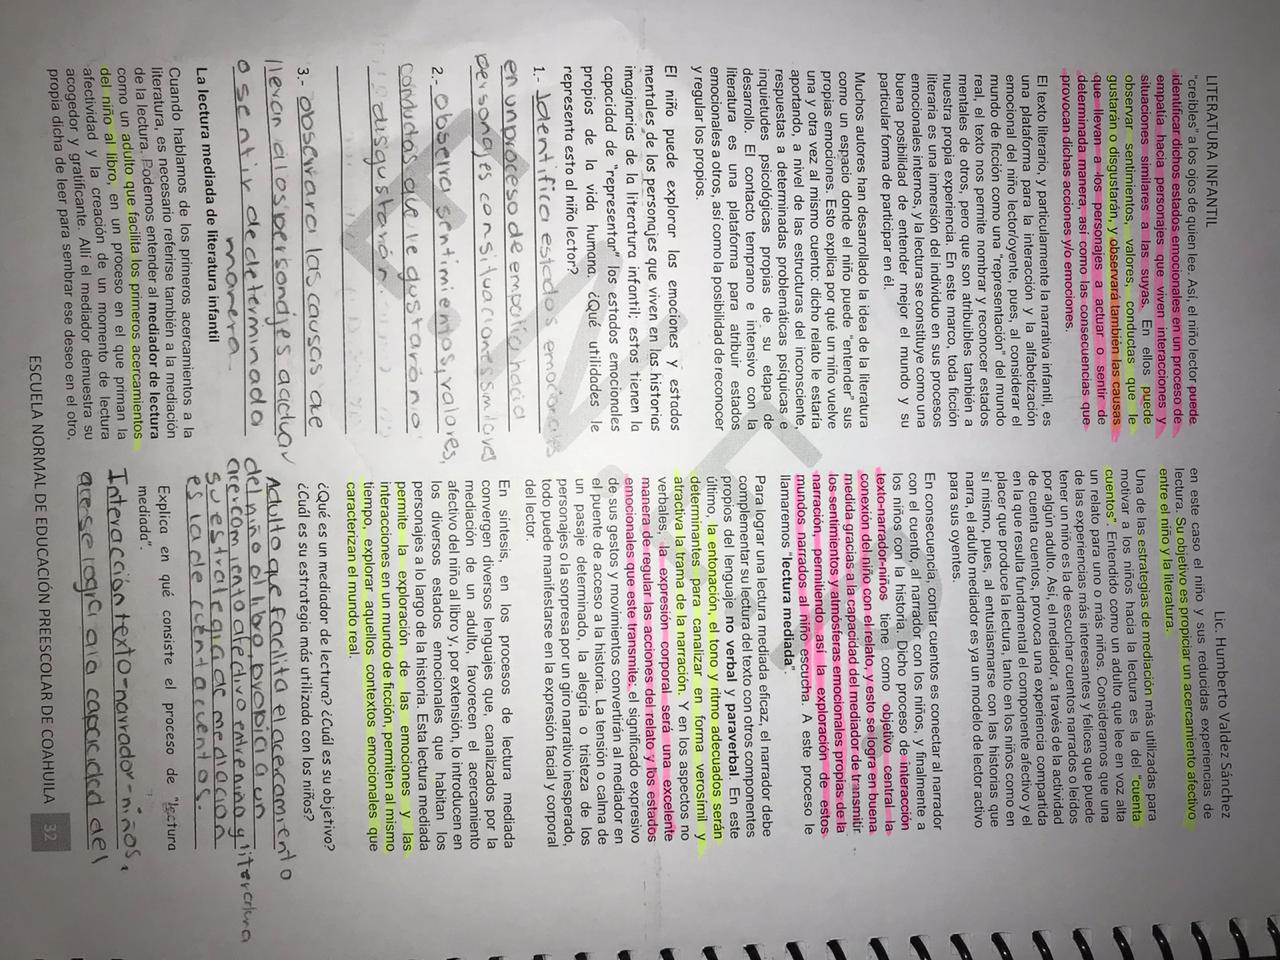 LITERATURA INFANTIL
Lic. Humberto Valdez Sánchez
"creíbles" a los ojos de quien lee. Así, el niño lector puede
identificar dichos estados emocionales en un proceso de
empatía hacia personajes que viven interacciones y
situaciones similares a las suyas. En ellos puede
observar sentimientos, valores, conductas que le
gustarán o disgustarán, y observará también las causas
que llevan a los personajes a actuar o sentir de
determinada manera, así como las consecuencias que
provocan dichas acciones y/o emociones.
El texto literario, y particularmente la narrativa infantil, es
una plataforma para la interacción y la alfabetización
emocional del niño lector/oyente, pues, al considerar el
mundo de ficción como una "representación" del mundo
real, el texto nos permite nombrar y reconocer estados
mentales de otros, pero que son atribuibles también a
nuestra propia experiencia. En este marco, toda ficción
literaria es una inmersión del individuo en sus procesos
emocionales internos, y la lectura se constituye como una
buena posibilidad de entender mejor el mundo y su
particular forma de participar en él.
Muchos autores han desarrollado la idea de la literatura
como un espacio donde el niño puede "entender" sus
propias emociones. Esto explica por qué un niño vuelve
una y otra vez al mismo cuento: dicho relato le estaría
aportando, a nivel de las estructuras del inconsciente,
respuestas a determinadas problemáticas psíquicas e
inquietudes psicológicas propias de su etapa de
desarrollo. El contacto temprano e intensivo con la
literatura es una plataforma para atribuir estados
emocionales a otros, así como la posibilidad de reconocer
y regular los propios.
El niño puede explorar las emociones y estados
mentales de los personajes que viven en las historias
imaginarias de la literatura infantil; estos tienen la
capacidad de "representar" los estados emocionales
propios de la vida humana. ¿Qué utilidades le
represento esto al niño lector?
1.- Identifica estados emocionales
en un proceso de empatía hacia
personajes con situaciones similares
2.- Observa sentimientos, valores,
conductas que le gustarán o
disgustarán.
3.- observara las causas que
llevan a los personajes actuar
o sentir de determinada
manera.
La lectura mediada de literatura infantil
Cuando hablamos de los primeros acercamientos a la
literatura, es necesario referirse también a la mediación
de la lectura. Podemos entender al mediador de lectura
como un adulto que facilita los primeros acercamientos
del niño al libro, en un proceso en el que priman la
afectividad y la creación de un momento de lectura
acogedor y gratificante. Allí el mediador demuestra su
propia dicha de leer para sembrar ese deseo en el otro,
en este caso el niño y sus reducidas experiencias de
lectura. Su objetivo es propiciar un acercamiento afectivo
entre el niño y la literatura.
Una de las estrategias de mediación más utilizadas para
motivar a los niños hacia la lectura es la del "cuenta
cuentos". Entendido como un adulto que lee en voz alta
un relato para uno o más niños. Consideramos que una
de las experiencias más interesantes y felices que puede
tener un niño es la de escuchar cuentos narrados o leídos
por algún adulto. Así, el mediador, a través de la actividad
de cuenta cuentos, provoca una experiencia compartida
en la que resulta fundamental el componente afectivo y el
placer que produce la lectura, tanto en los niños como en
sí mismo, pues, al entusiasmarse con las historias que
narra, el adulto mediador es ya un modelo de lector activo
para sus oyentes.
En consecuencia, contar cuentos es conectar al narrador
con el cuento, al narrador con los niños, y finalmente a
los niños con la historia. Dicho proceso de interacción
texto-narrador-niños tiene como objetivo central la
conexión del niño con el relato, y esto se logra en buena
medida gracias a la capacidad del mediador de transmitir
los sentimientos y atmósferas emocionales propias de la
narración, permitiendo así la exploración de estos
mundos narrados al niño escucha. A este proceso le
llamaremos "lectura mediada".
Para lograr una lectura mediada eficaz, el narrador debe
complementar su lectura del texto con otros componentes
propios del lenguaje no verbal y paraverbal. En este
último, la entonación, el tono y ritmo adecuados serán
determinantes para canalizar en forma verosímil y
atractiva la trama de la narración. Y en los aspectos no
verbales, la expresión corporal será una excelente
manera de regular las acciones del relato y los estados
emocionales que este transmite; el significado expresivo
de sus gestos y movimientos convertirán al mediador en
el puente de acceso a la historia. La tensión o calma de
un pasaje determinado, la alegría o tristeza de los
personajes o la sorpresa por un giro narrativo inesperado,
todo puede manifestarse en la expresión facial y corporal
del lector.
En síntesis, en los procesos de lectura mediada
convergen diversos lenguajes que, canalizados por la
mediación de un adulto, favorecen el acercamiento
afectivo del niño al libro y, por extensión, lo introducen en
los diversos estados emocionales que habitan los
personajes a lo largo de la historia. Esta lectura mediada
permite la exploración de las emociones y las
interacciones en un mundo de ficción, permiten al mismo
tiempo, explorar aquellos contextos emocionales que
caracterizan el mundo real.
¿Qué es un mediador de lectura? ¿Cuál es su objetivo?
¿Cuál es su estrategia más utilizada con los niños?
Adulto que facilita el acercamiento
del niño al libro, propicia un
acercamiento afectivo entre niño y literatura
su estrategia de mediación
es la de cuenta cuentos.
Explica en qué consiste el proceso de "lectura
mediada".
Interacción texto-narrador-niños,
que se logra a la capacidad del
ESCUELA NORMAL DE EDUCACIÓN PREESCOLAR DE COAHUILA
32